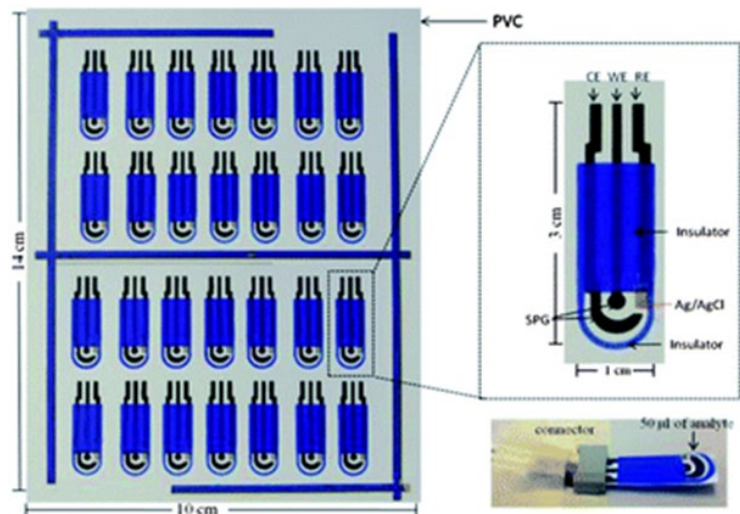 PVC
CE WE RE
14 cm
3 cm
Insulator
Ag/AgCl
SPG
Insulator
1 cm
50 µl of analyte
connector
10 cm